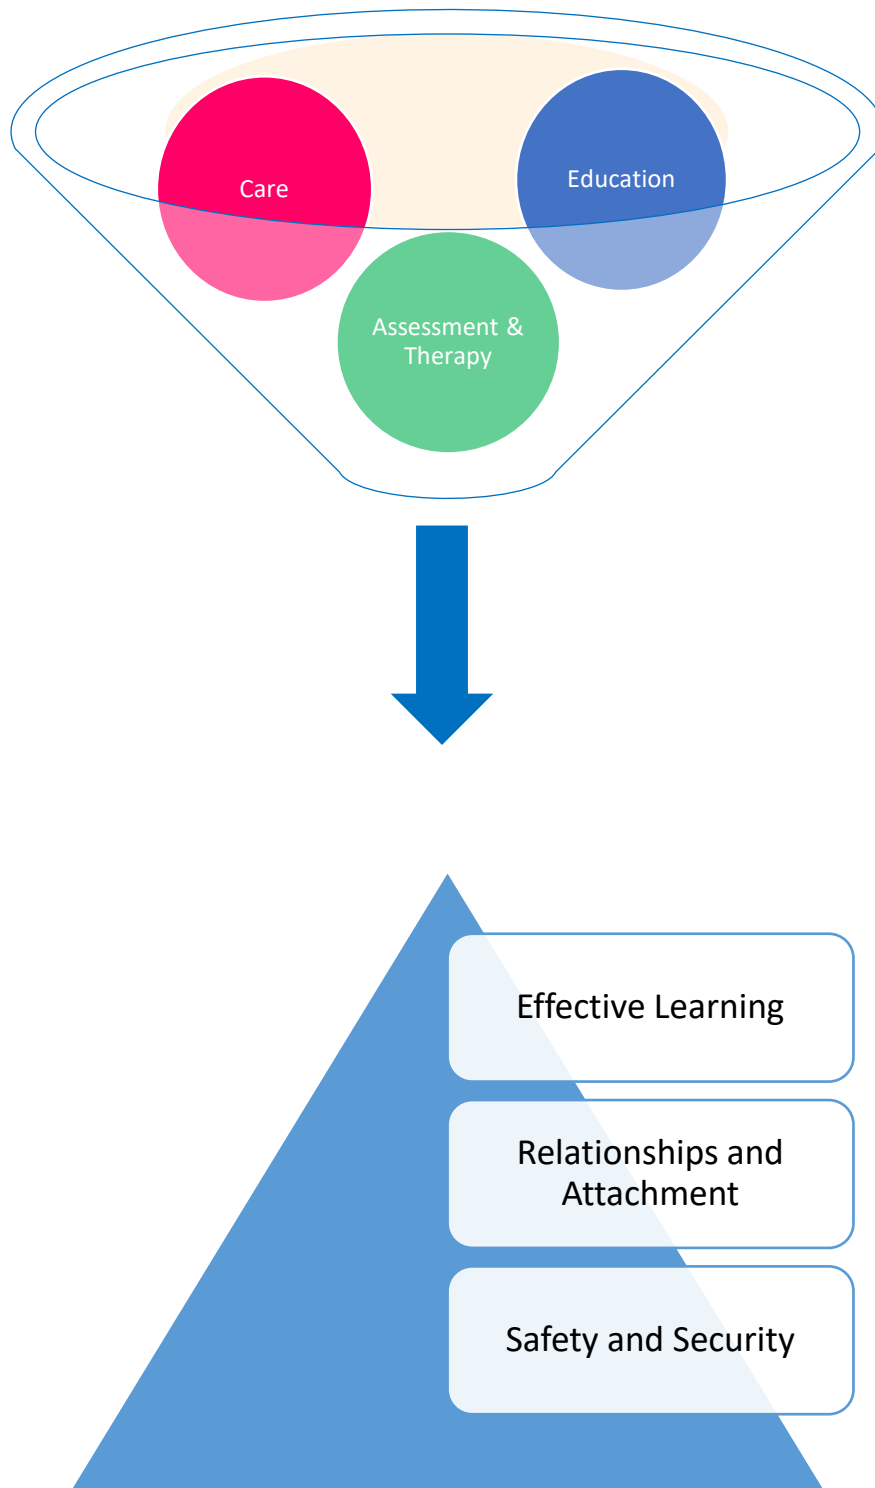 Care
Education
Assessment &
Therapy
Effective Learning
Relationships and
Attachment
Safety and Security